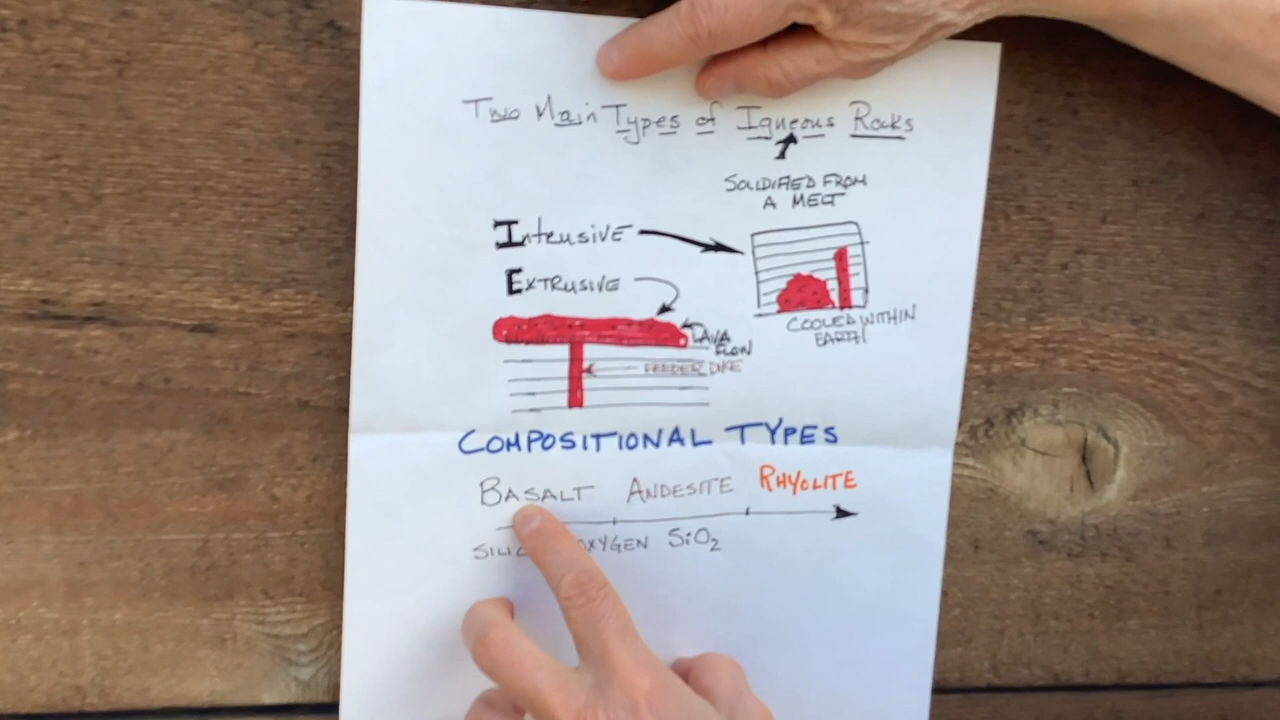 Two Main Types of Igneous Rocks
SOLDIFIED FROM
A MELT
Intrusive
EXTRUSIVE
COOLED WITHIN
EARTH
LAVA
FLOW
FEEDER DIKE
COMPOSITIONAL TYPES
BASALT ANDESITE RHYOLITE
OXYGEN SiO2